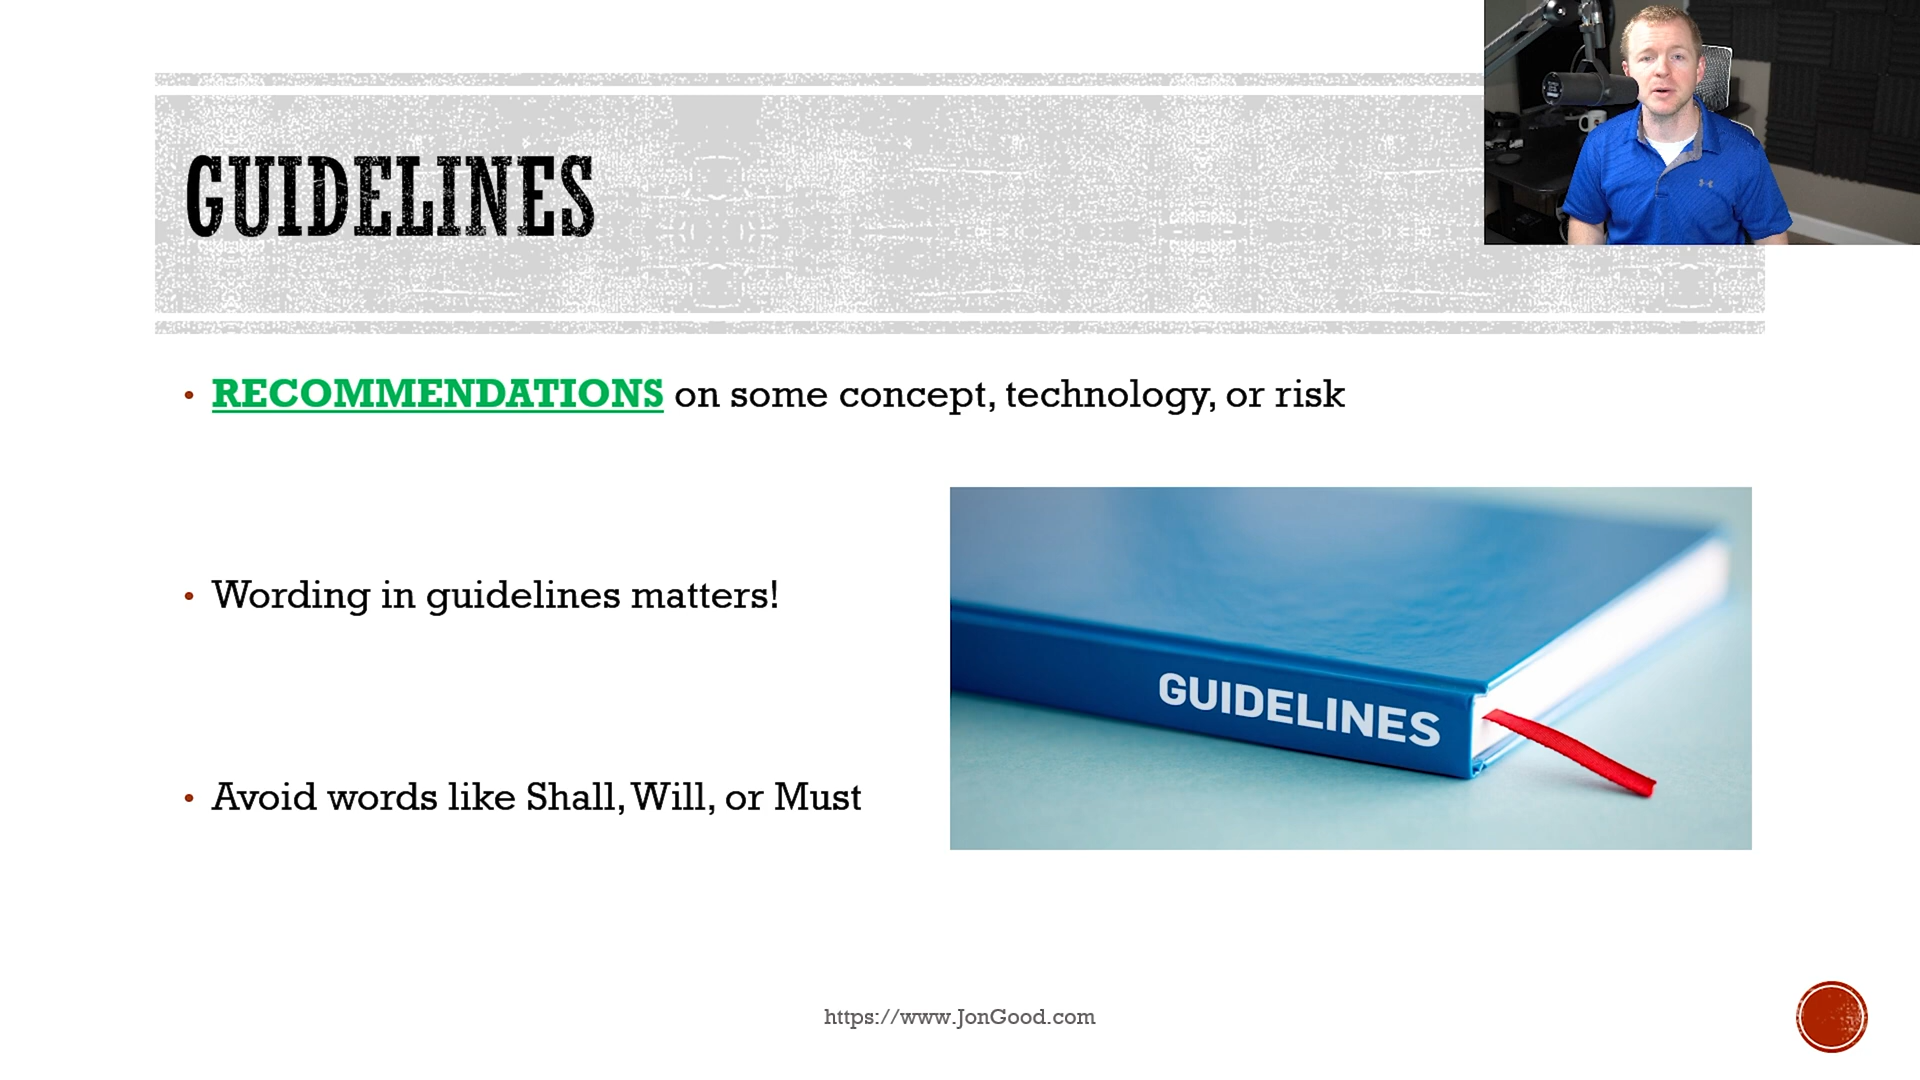 GUIDELINES
• RECOMMENDATIONS on some concept, technology, or risk
• Wording in guidelines matters!
GUIDELINES
• Avoid words like Shall, Will, or Must
https://www.JonGood.com